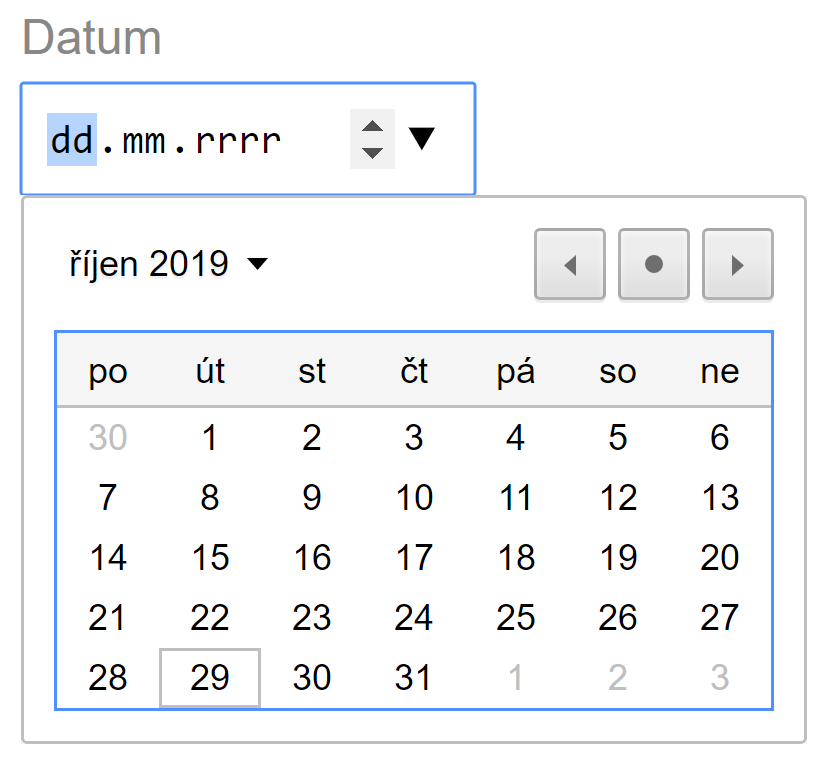 Datum
dd.mm.rrrr
říjen 2019
po út st čt pá so ne
30 1 2 3 4 5 6
7 8 9 10 11 12 13
14 15 16 17 18 19 20
21 22 23 24 25 26 27
28 29 30 31 1 2 3